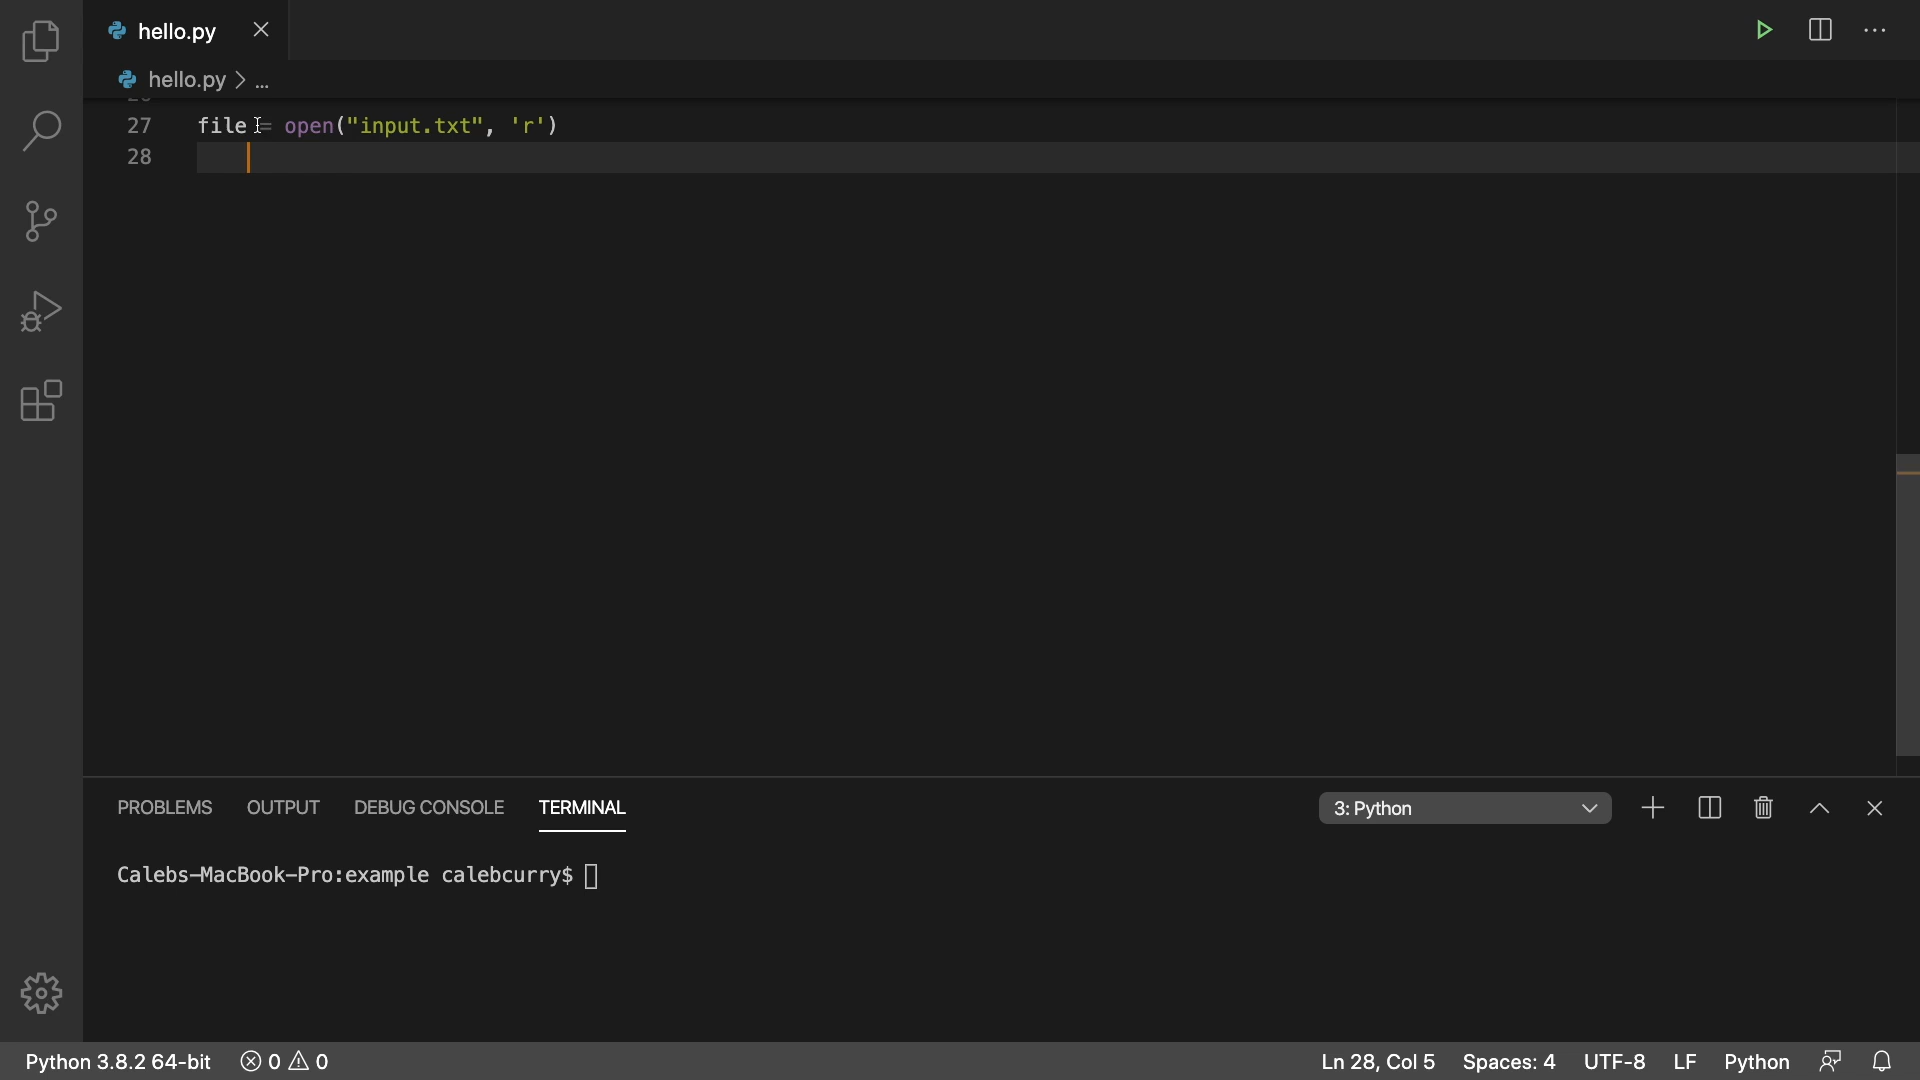 hello.py
hello.py > ...
27 file = open("input.txt", 'r')
28
PROBLEMS OUTPUT DEBUG CONSOLE TERMINAL 3: Python
Calebs-MacBook-Pro:example calebcurry$
Python 3.8.2 64-bit 0 0 Ln 28, Col 5 Spaces: 4 UTF-8 LF Python